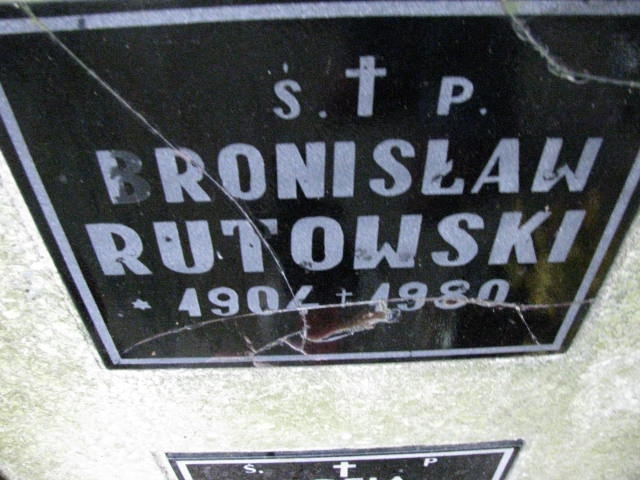 Ś. † P.
BRONISŁAW
RUTOWSKI
* 1904 † 1980
Ś. † P